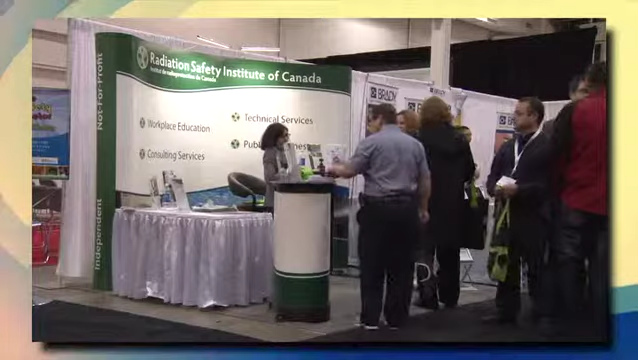 Radiation Safety Institute of Canada
Institut de radioprotection du Canada
Not-For-Profit
Independent
Workplace Education
Technical Services
Consulting Services
BRADY
BRADY